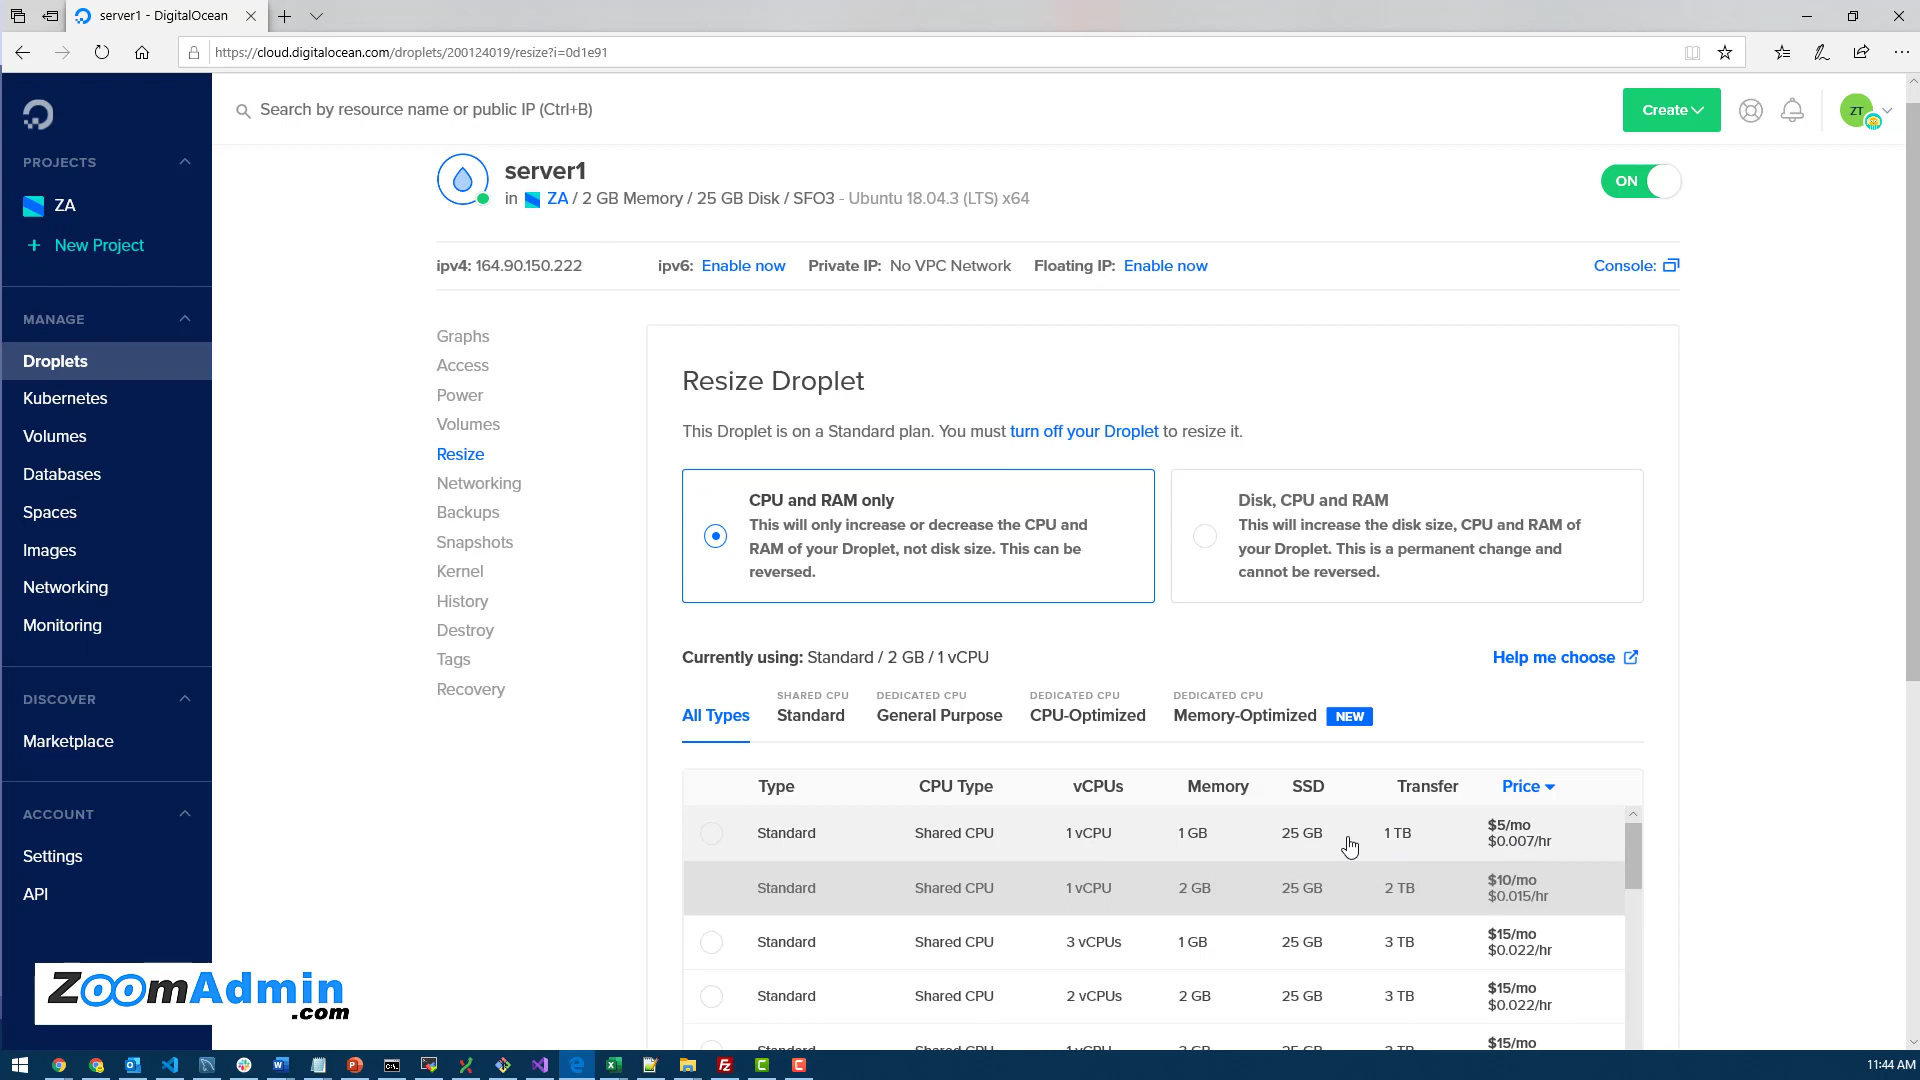 server1 - DigitalOcean
https://cloud.digitalocean.com/droplets/200124019/resize?i=0d1e91
Search by resource name or public IP (Ctrl+B)
Create
ZT
PROJECTS
ZA
+ New Project
MANAGE
Droplets
Kubernetes
Volumes
Databases
Spaces
Images
Networking
Monitoring
DISCOVER
Marketplace
ACCOUNT
Settings
API
server1
in ZA / 2 GB Memory / 25 GB Disk / SFO3 - Ubuntu 18.04.3 (LTS) x64
ON
ipv4: 164.90.150.222 ipv6: Enable now Private IP: No VPC Network Floating IP: Enable now Console:
Graphs
Access
Power
Volumes
Resize
Networking
Backups
Snapshots
Kernel
History
Destroy
Tags
Recovery
Resize Droplet
This Droplet is on a Standard plan. You must turn off your Droplet to resize it.
CPU and RAM only
This will only increase or decrease the CPU and
RAM of your Droplet, not disk size. This can be
reversed.
Disk, CPU and RAM
This will increase the disk size, CPU and RAM of
your Droplet. This is a permanent change and
cannot be reversed.
Currently using: Standard / 2 GB / 1 vCPU
Help me choose
All Types
SHARED CPU
Standard
DEDICATED CPU
General Purpose
DEDICATED CPU
CPU-Optimized
DEDICATED CPU
Memory-Optimized NEW
Type CPU Type vCPUs Memory SSD Transfer Price
Standard Shared CPU 1 vCPU 1 GB 25 GB 1 TB $5/mo
$0.007/hr
Standard Shared CPU 1 vCPU 2 GB 25 GB 2 TB $10/mo
$0.015/hr
Standard Shared CPU 3 vCPUs 1 GB 25 GB 3 TB $15/mo
$0.022/hr
Standard Shared CPU 2 vCPUs 2 GB 25 GB 3 TB $15/mo
$0.022/hr
$15/mo
ZoomAdmin
.com
11:44 AM